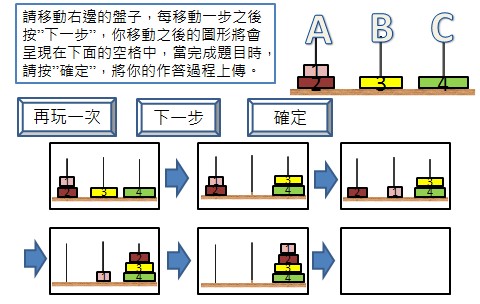 請移動右邊的盤子，每移動一步之後
按”下一步”，你移動之後的圖形將會
呈現在下面的空格中，當完成題目時，
請按”確定”，將你的作答過程上傳。
A B C
1
2 3 4
再玩一次 下一步 確定
1
2 3 4
1 3
2 4
3
2 1 4
2
3
1 4
1
2
3
4